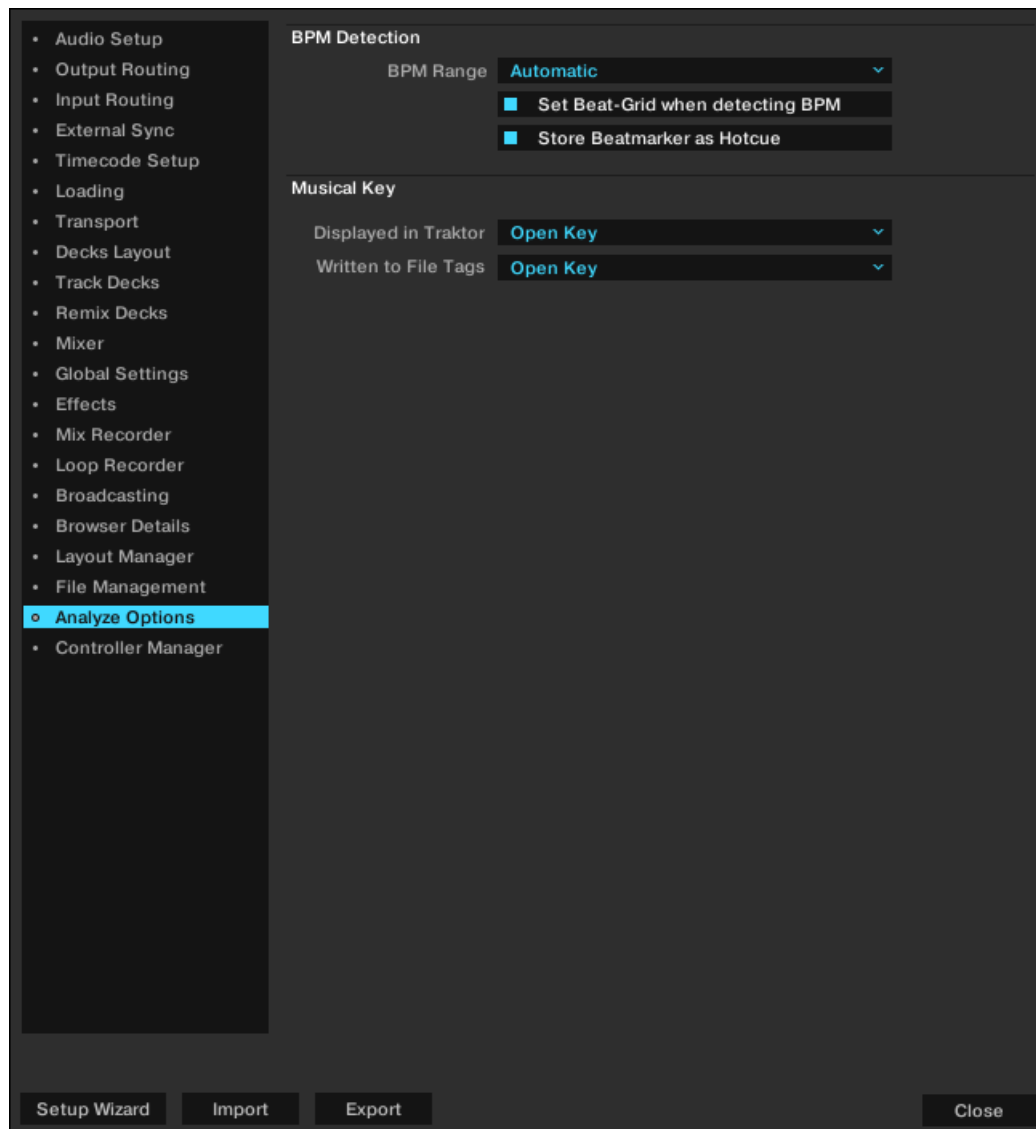 Audio Setup
Output Routing
Input Routing
External Sync
Timecode Setup
Loading
Transport
Decks Layout
Track Decks
Remix Decks
Mixer
Global Settings
Effects
Mix Recorder
Loop Recorder
Broadcasting
Browser Details
Layout Manager
File Management
Analyze Options
Controller Manager
BPM Detection
BPM Range Automatic
Set Beat-Grid when detecting BPM
Store Beatmarker as Hotcue
Musical Key
Displayed in Traktor Open Key
Written to File Tags Open Key
Setup Wizard Import Export Close